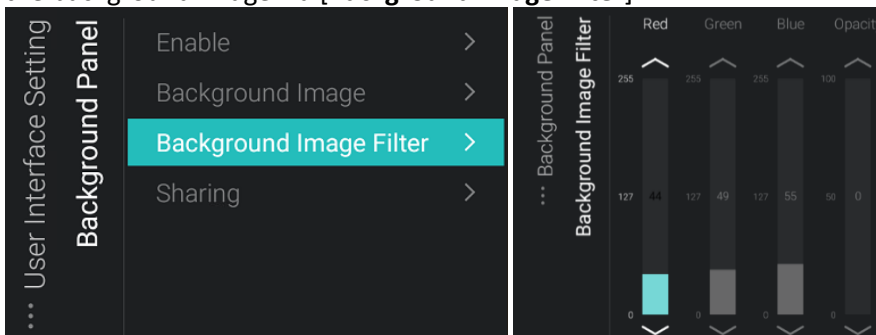 ... User Interface Setting
Background Panel
Enable
Background Image
Background Image Filter
Sharing
... Background Panel
Background Image Filter
Red Green Blue Opacit
255 255 255 100
127 44 127 49 127 55 50 0
0 0 0 0